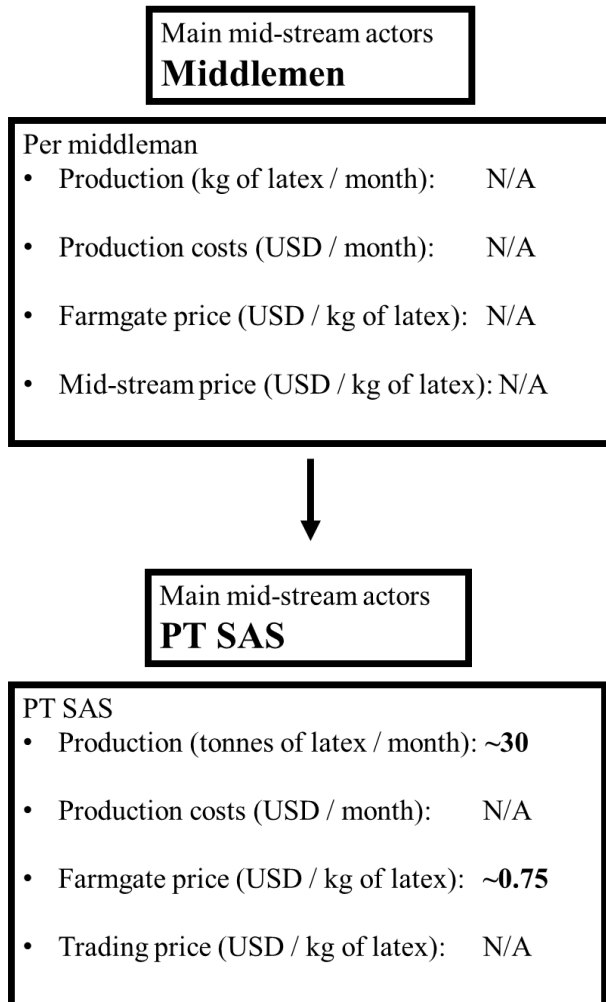 Main mid-stream actors
Middlemen
Per middleman
• Production (kg of latex / month): N/A
• Production costs (USD / month): N/A
• Farmgate price (USD / kg of latex): N/A
• Mid-stream price (USD / kg of latex): N/A
Main mid-stream actors
PT SAS
PT SAS
• Production (tonnes of latex / month): ~30
• Production costs (USD / month): N/A
• Farmgate price (USD / kg of latex): ~0.75
• Trading price (USD / kg of latex): N/A